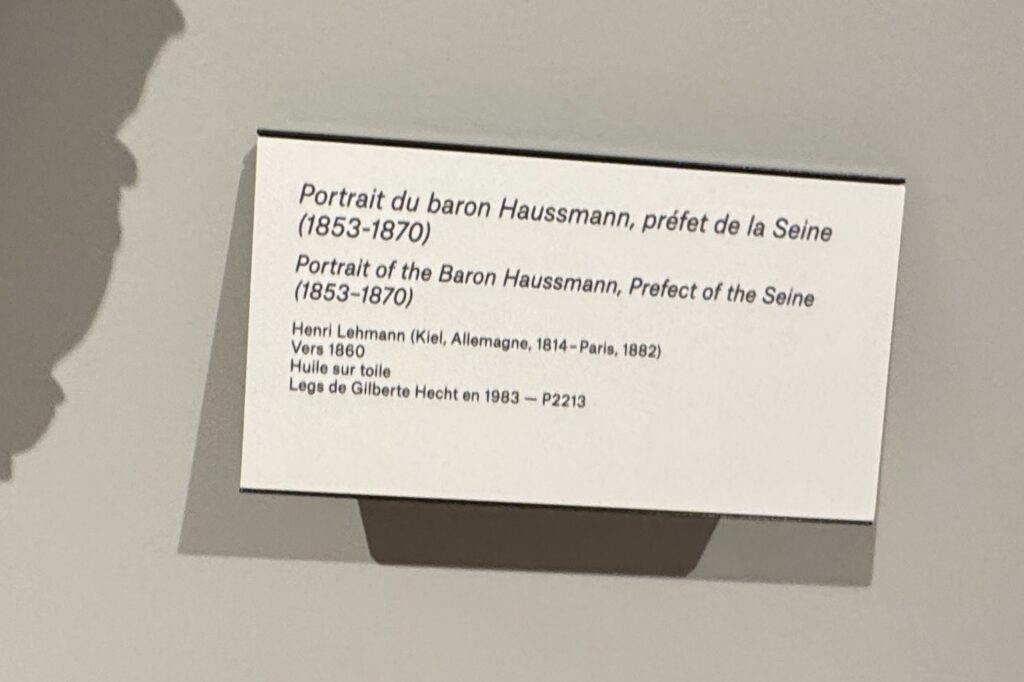 Portrait du baron Haussmann, préfet de la Seine
(1853-1870)
Portrait of the Baron Haussmann, Prefect of the Seine
(1853–1870)
Henri Lehmann (Kiel, Allemagne, 1814–Paris, 1882)
Vers 1860
Huile sur toile
Legs de Gilberte Hecht en 1983 — P2213